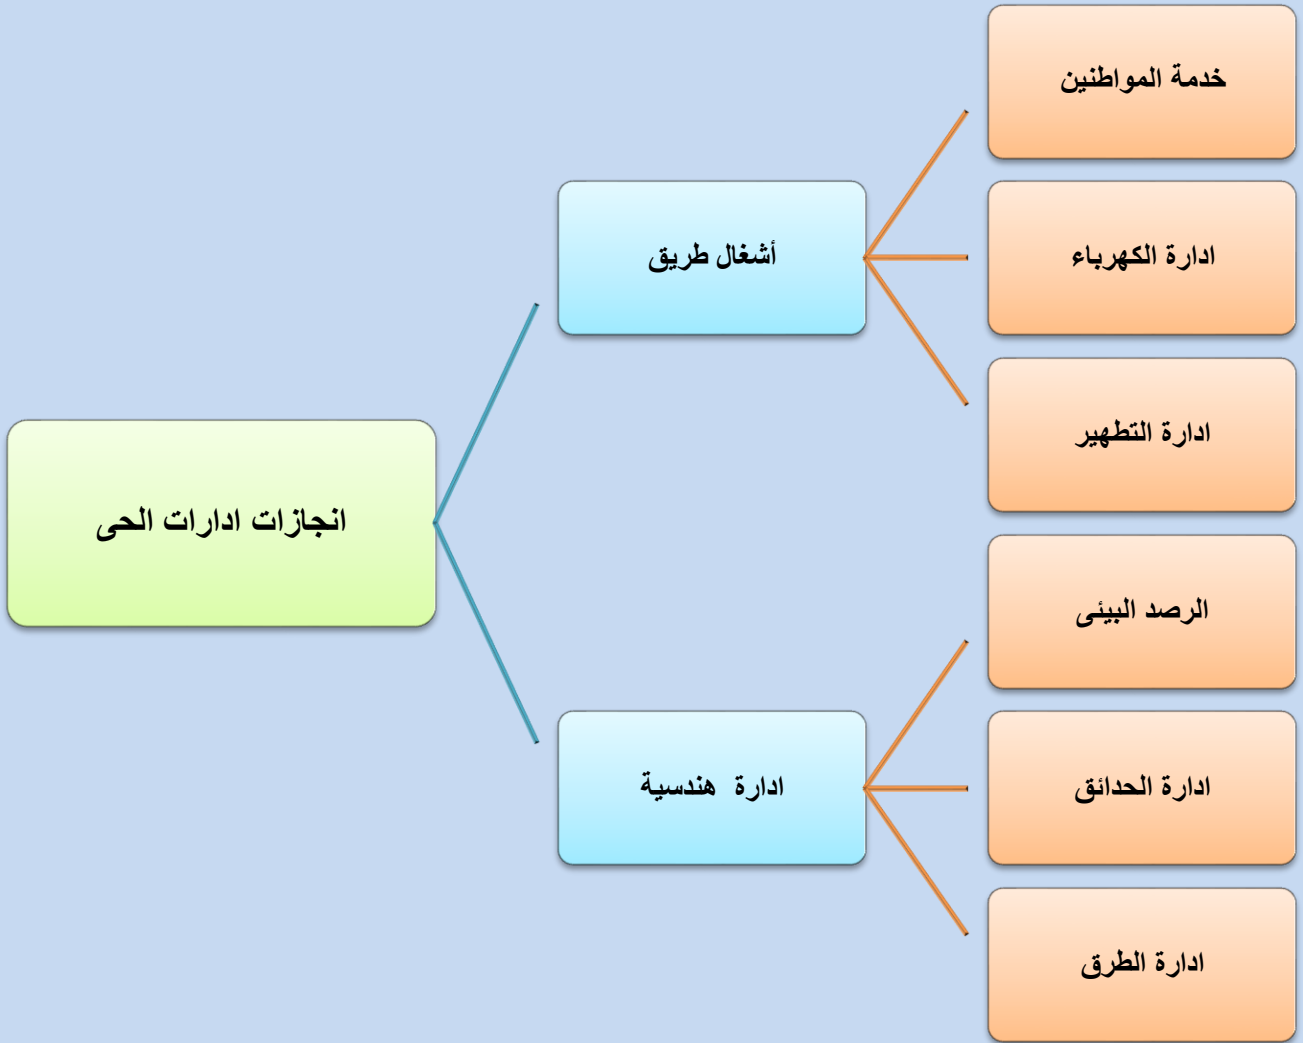 انجازات ادارات الحى
أشغال طريق
خدمة المواطنين
ادارة الكهرباء
ادارة التطهير
ادارة هندسية
الرصد البيئى
ادارة الحدائق
ادارة الطرق